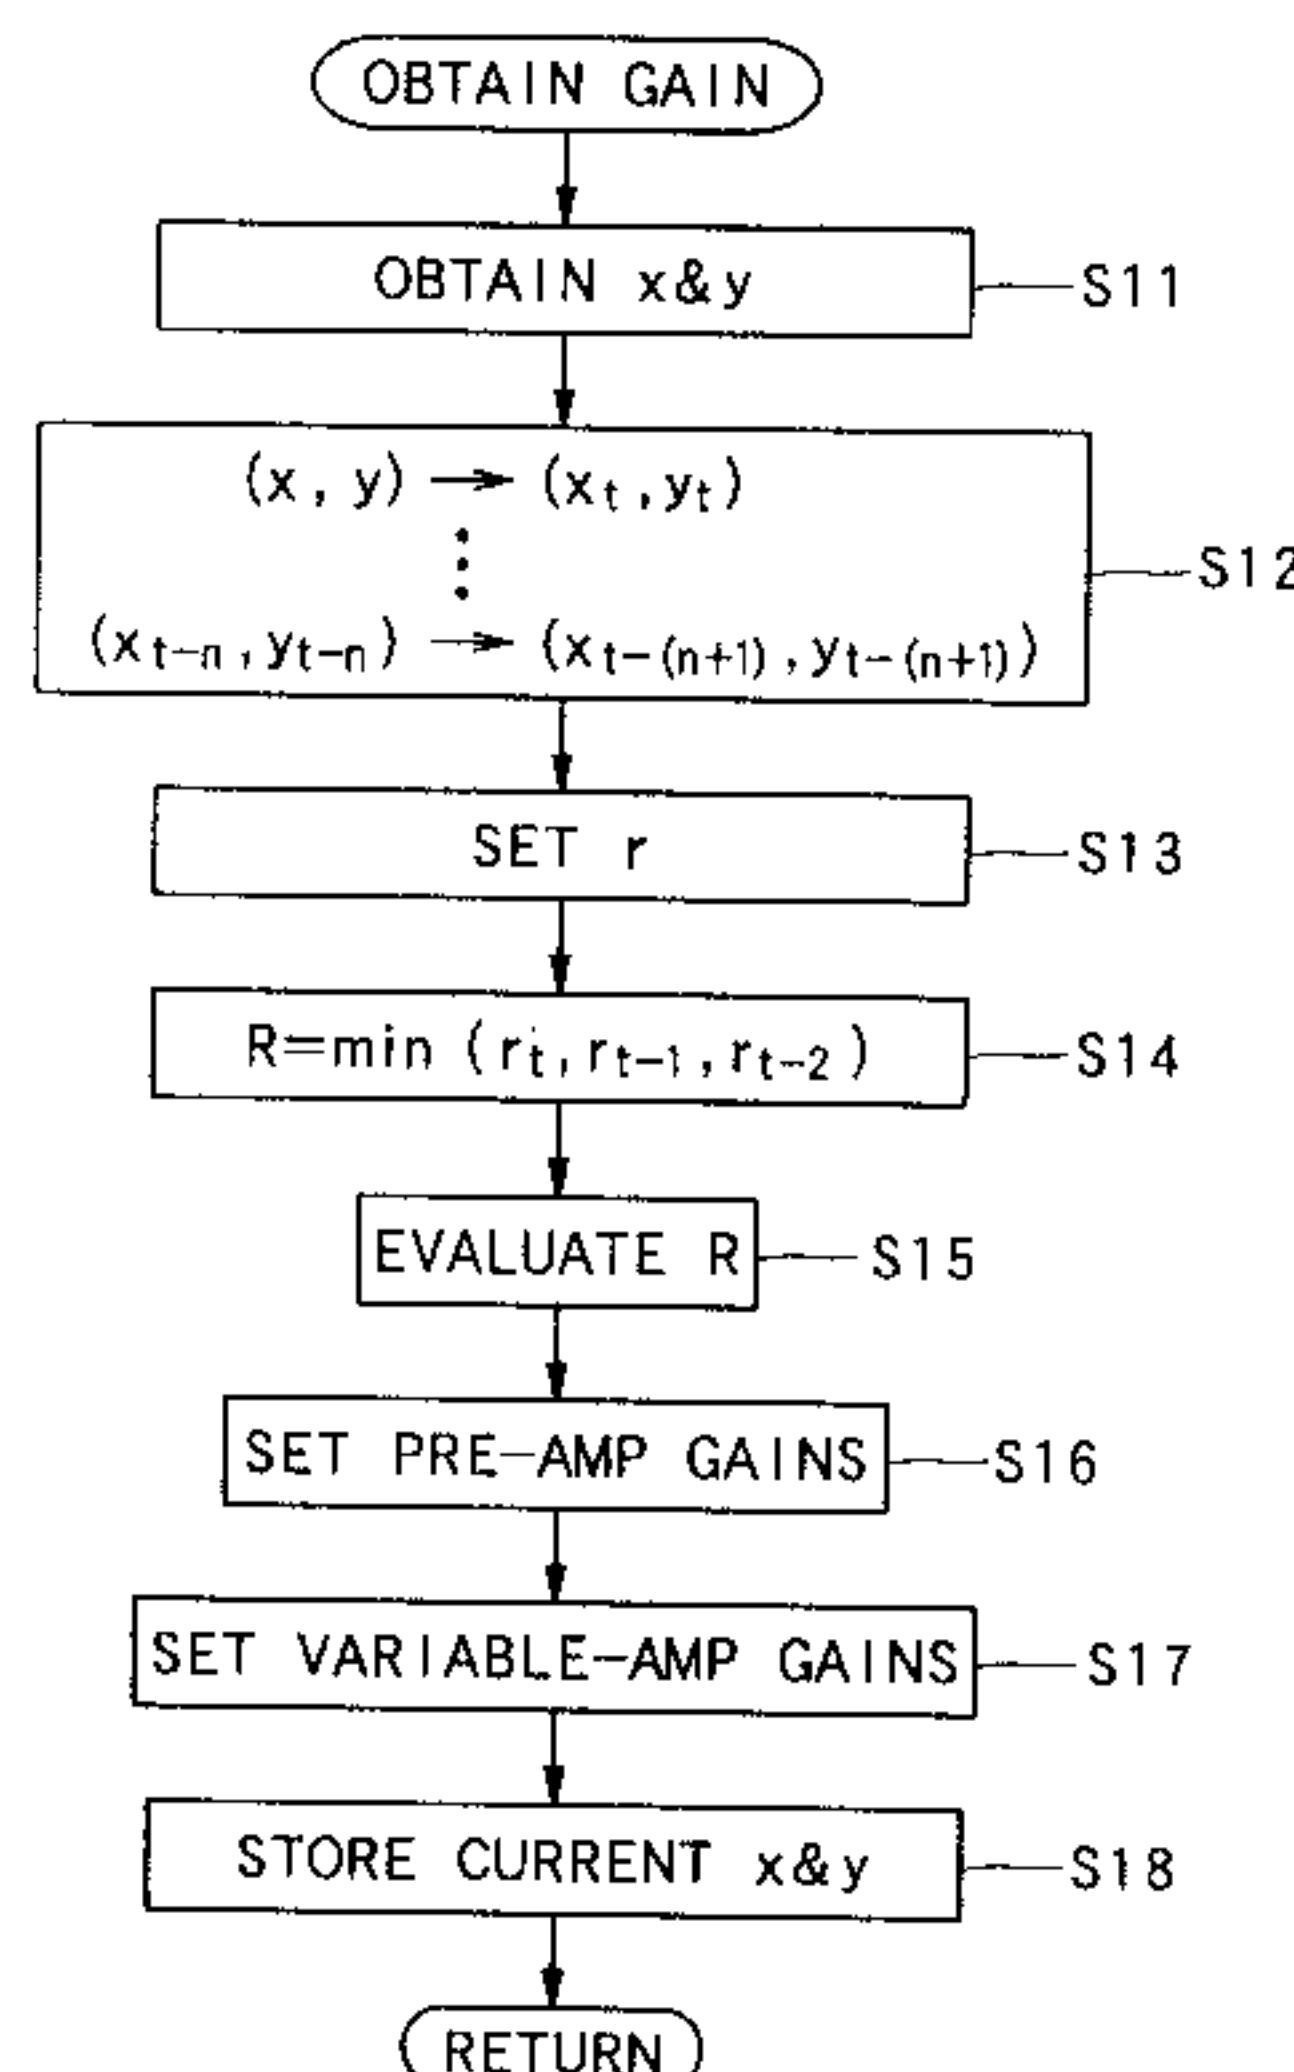 OBTAIN GAIN
OBTAIN x&y
S11
(x, y) → (xₜ, yₜ)
⋮
(xₜ₋ₙ, yₜ₋ₙ) → (xₜ₋₍ₙ₊₁₎, yₜ₋₍ₙ₊₁₎)
S12
SET r
S13
R=min (rₜ, rₜ₋₁, rₜ₋₂)
S14
EVALUATE R
S15
SET PRE-AMP GAINS
S16
SET VARIABLE-AMP GAINS
S17
STORE CURRENT x&y
S18
RETURN